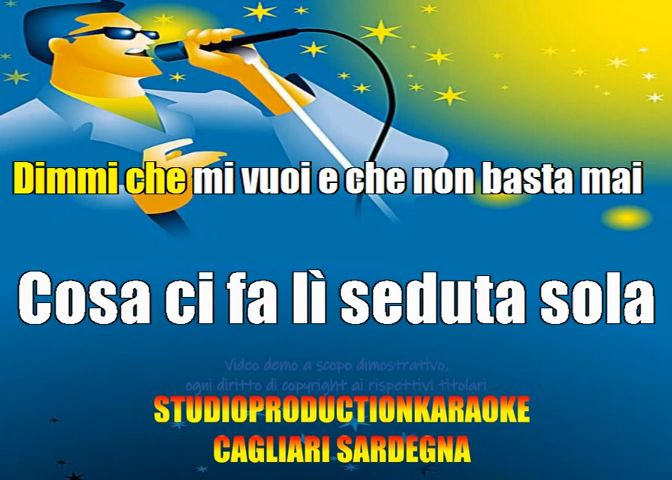 Dimmi che mi vuoi e che non basta mai
Cosa ci fa lì seduta sola
Video demo a scopo dimostrativo,
ogni diritto di copyright ai rispettivi titolari
STUDIOPRODUCTIONKARAOKE
CAGLIARI SARDEGNA